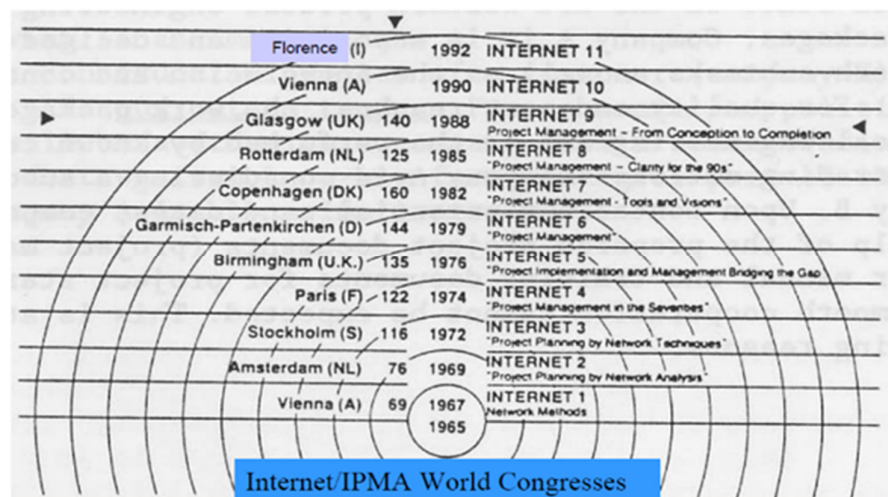 Florence (I) 1992 INTERNET 11
Vienna (A) 1990 INTERNET 10
Glasgow (UK) 140 1988 INTERNET 9
Project Management – From Conception to Completion
Rotterdam (NL) 125 1985 INTERNET 8
"Project Management – Clarity for the 90s"
Copenhagen (DK) 160 1982 INTERNET 7
"Project Management - Tools and Visions"
Garmisch-Partenkirchen (D) 144 1979 INTERNET 6
"Project Management"
Birmingham (U.K.) 135 1976 INTERNET 5
"Project Implementation and Management Bridging the Gap
Paris (F) 122 1974 INTERNET 4
"Project Management in the Seventies"
Stockholm (S) 116 1972 INTERNET 3
"Project Planning by Network Techniques"
Amsterdam (NL) 76 1969 INTERNET 2
"Project Planning by Network Analysis"
Vienna (A) 69 1967 INTERNET 1
Network Methods
1965
Internet/IPMA World Congresses